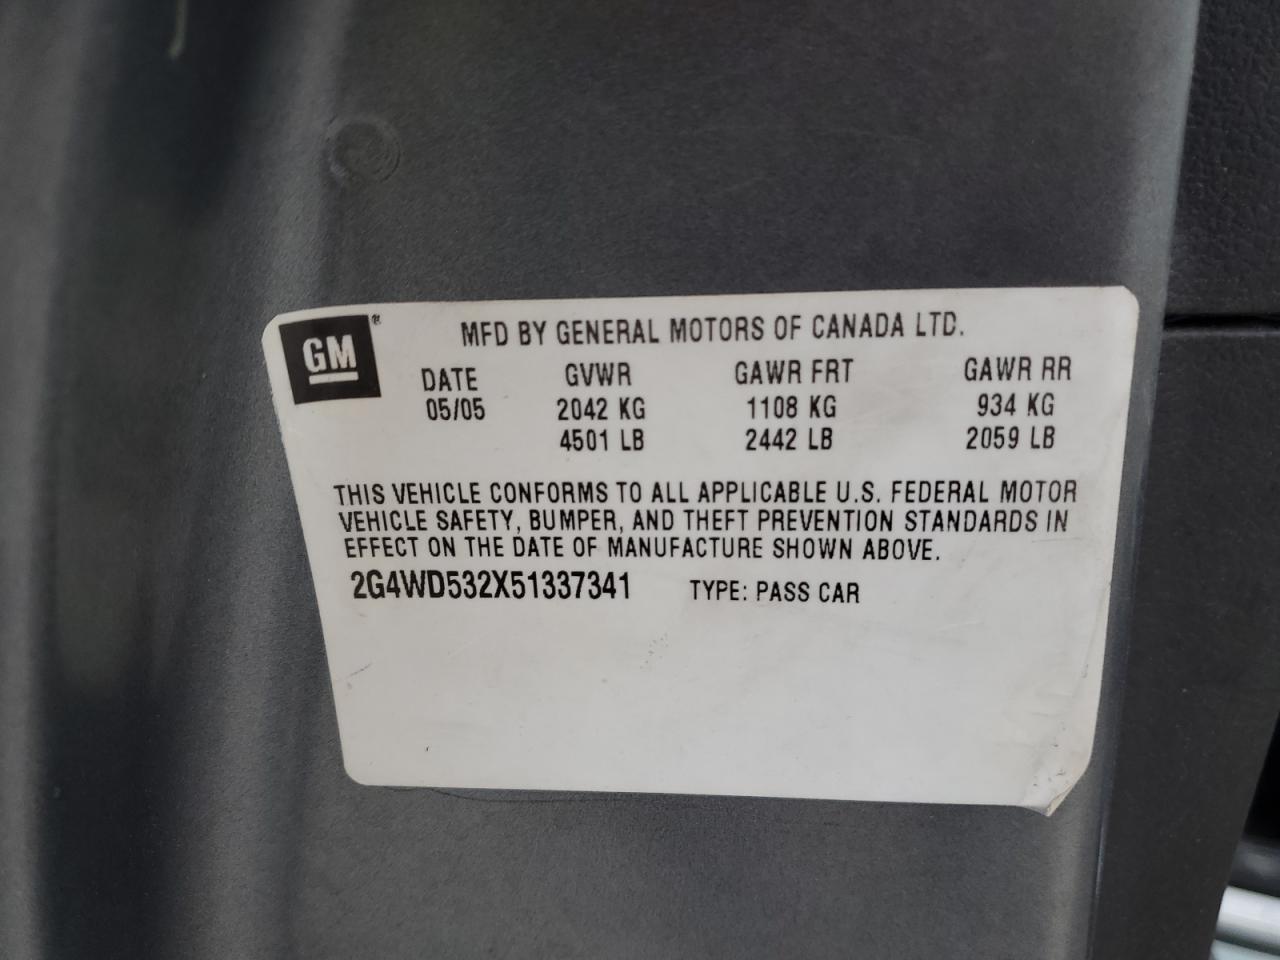 GM®
MFD BY GENERAL MOTORS OF CANADA LTD.
DATE GVWR GAWR FRT GAWR RR
05/05 2042 KG 1108 KG 934 KG
4501 LB 2442 LB 2059 LB
THIS VEHICLE CONFORMS TO ALL APPLICABLE U.S. FEDERAL MOTOR
VEHICLE SAFETY, BUMPER, AND THEFT PREVENTION STANDARDS IN
EFFECT ON THE DATE OF MANUFACTURE SHOWN ABOVE.
2G4WD532X51337341 TYPE: PASS CAR